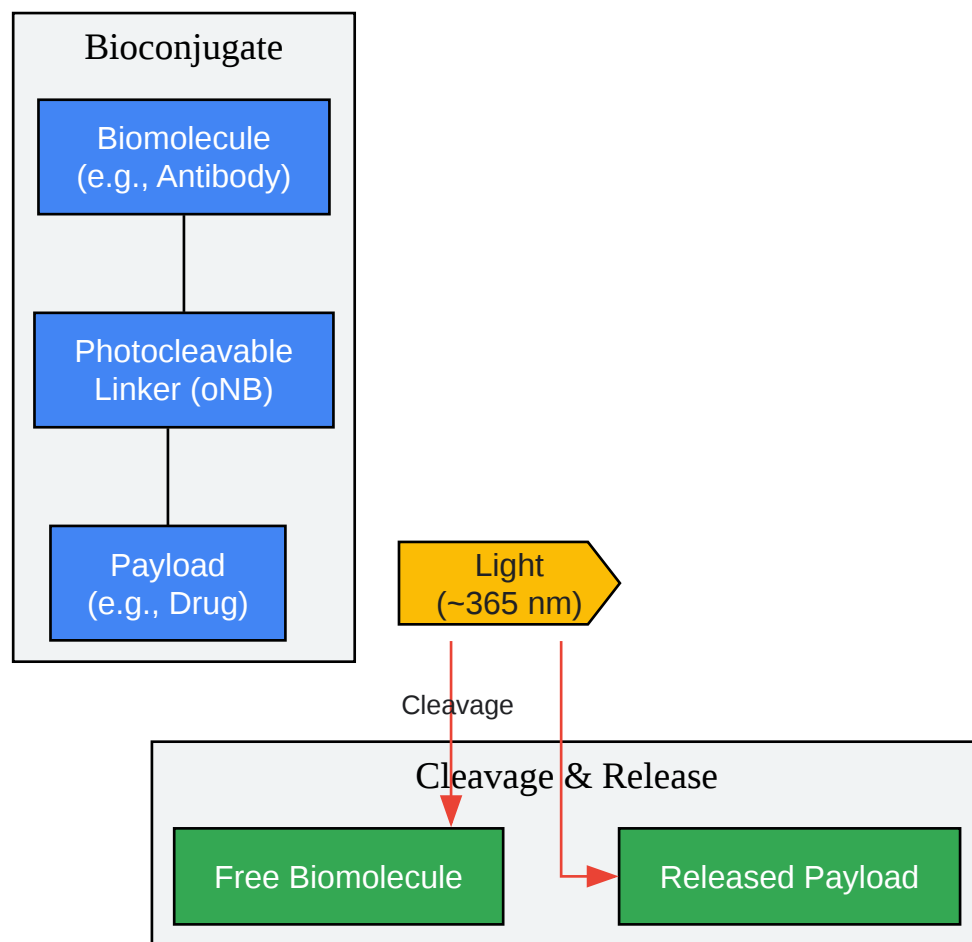 Bioconjugate
Biomolecule
(e.g., Antibody)
Photocleavable
Linker (oNB)
Payload
(e.g., Drug)
Light
(~365 nm)
Cleavage
Cleavage & Release
Free Biomolecule
Released Payload